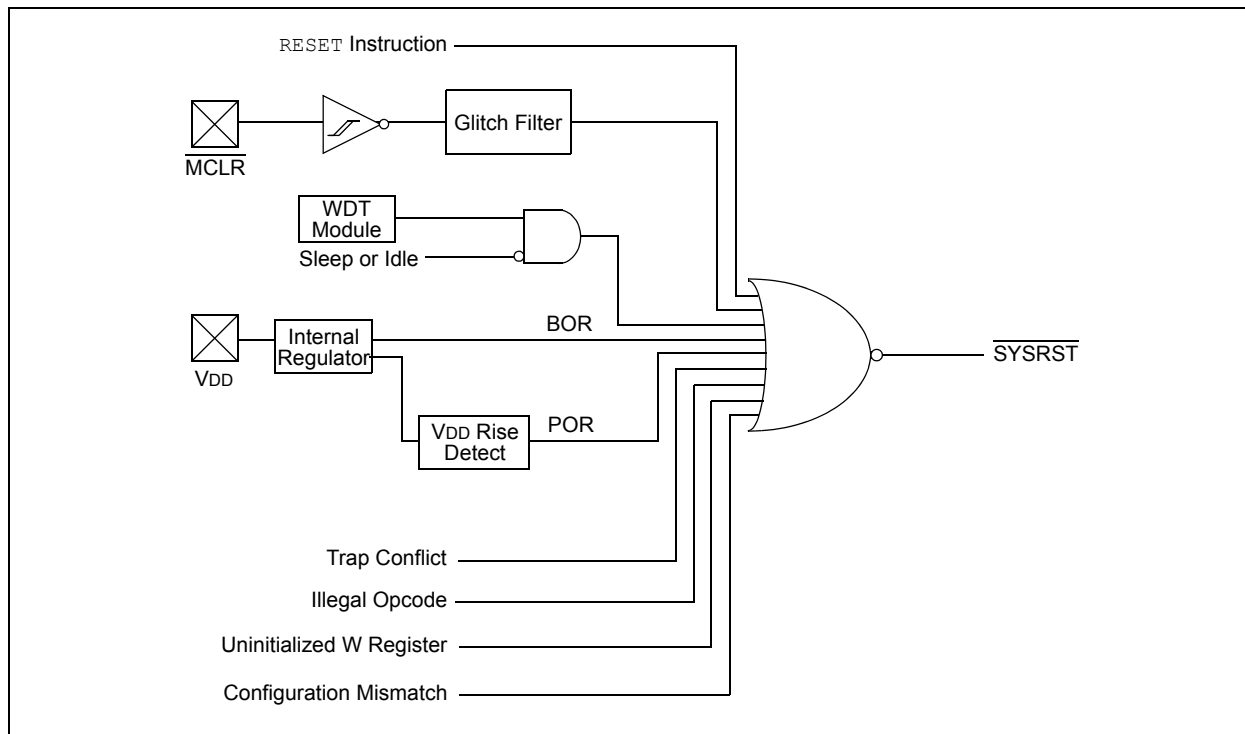 RESET Instruction
Glitch Filter
MCLR
WDT
Module
Sleep or Idle
BOR
Internal
Regulator
VDD
SYSRST
POR
VDD Rise
Detect
Trap Conflict
Illegal Opcode
Uninitialized W Register
Configuration Mismatch